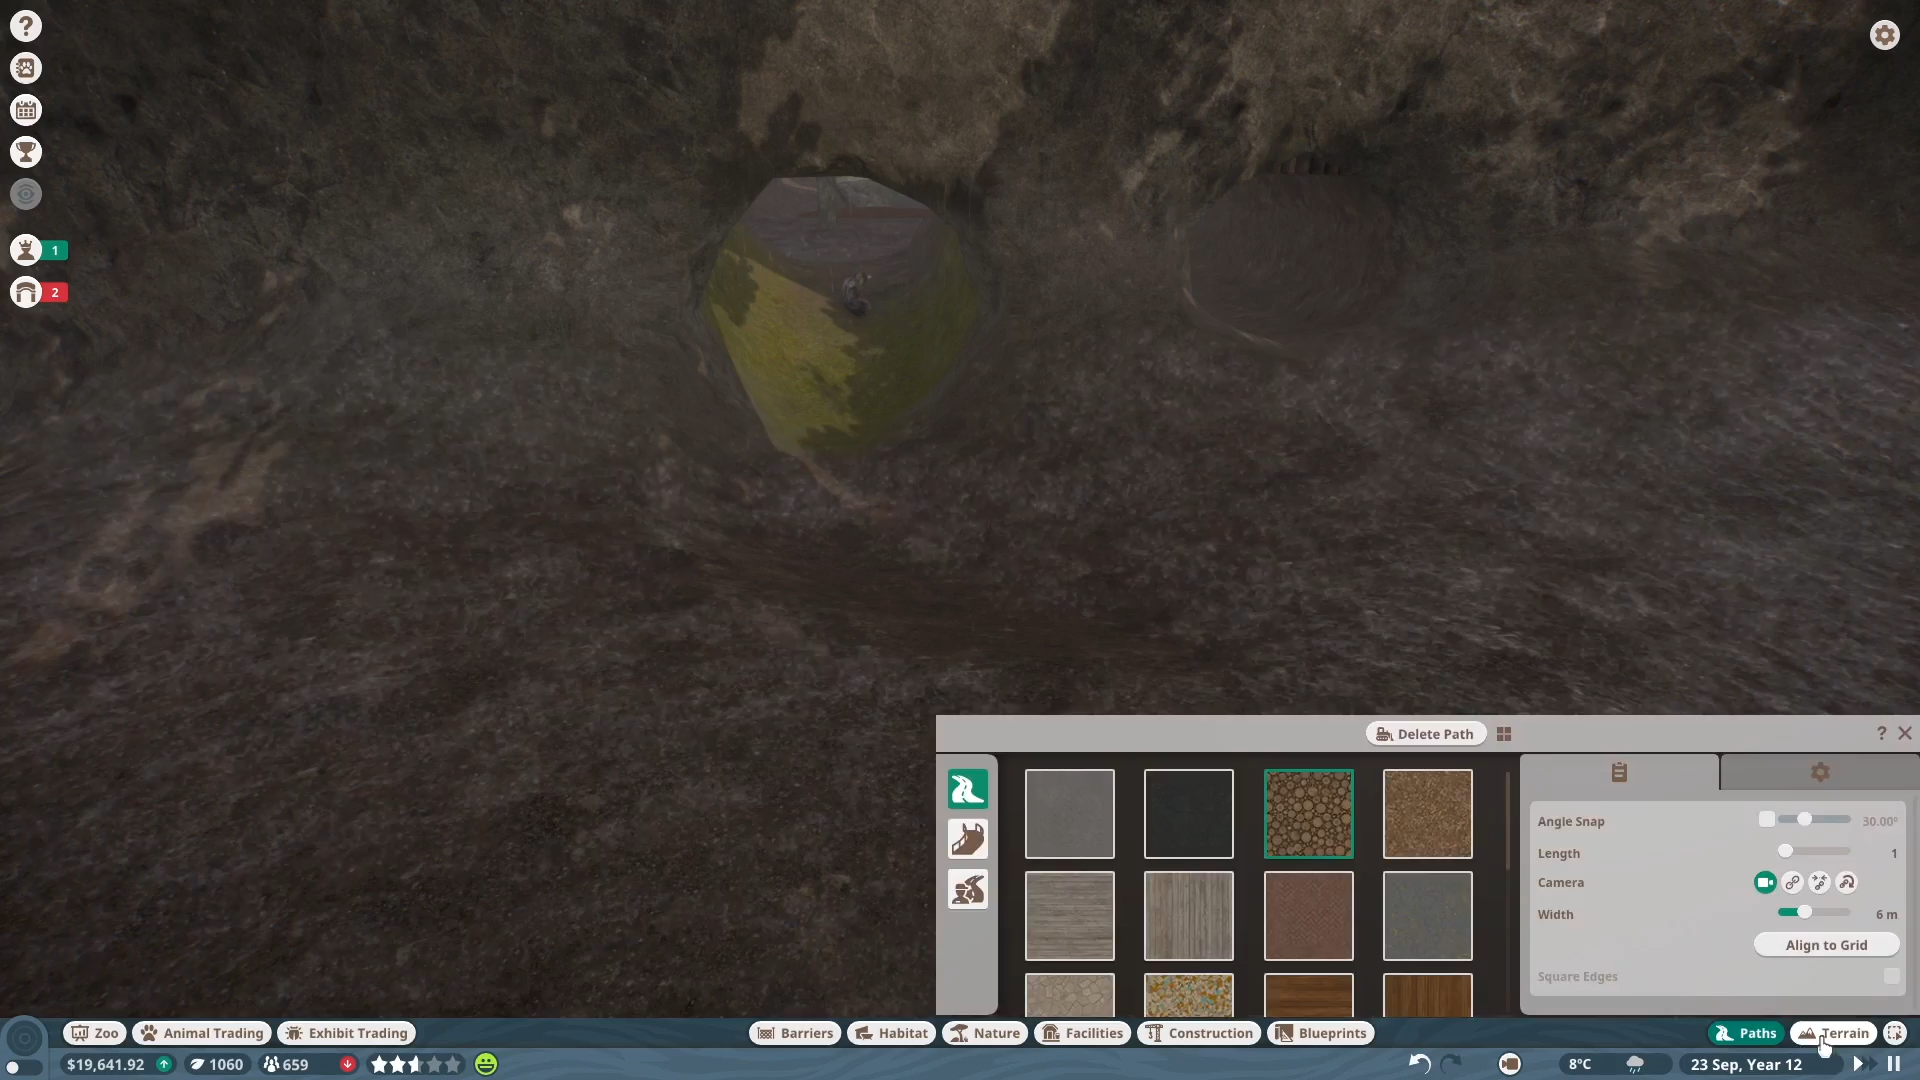 ?
1
2
Delete Path
?
Angle Snap 30.00°
Length 1
Camera
Width 6 m
Align to Grid
Square Edges
Zoo Animal Trading Exhibit Trading Barriers Habitat Nature Facilities Construction Blueprints Paths Terrain
$19,641.92 1060 659 8°C 23 Sep, Year 12